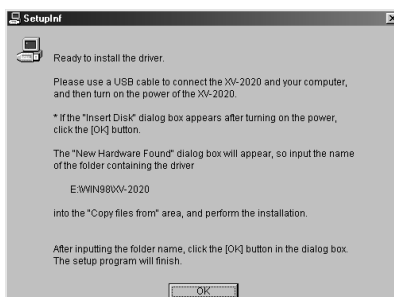 SetupInf
Ready to install the driver.
Please use a USB cable to connect the XV-2020 and your computer,
and then turn on the power of the XV-2020.
* If the "Insert Disk" dialog box appears after turning on the power,
click the [OK] button.
The "New Hardware Found" dialog box will appear, so input the name
of the folder containing the driver
E:\WIN98\XV-2020
into the "Copy files from" area, and perform the installation.
After inputting the folder name, click the [OK] button in the dialog box.
The setup program will finish.
OK